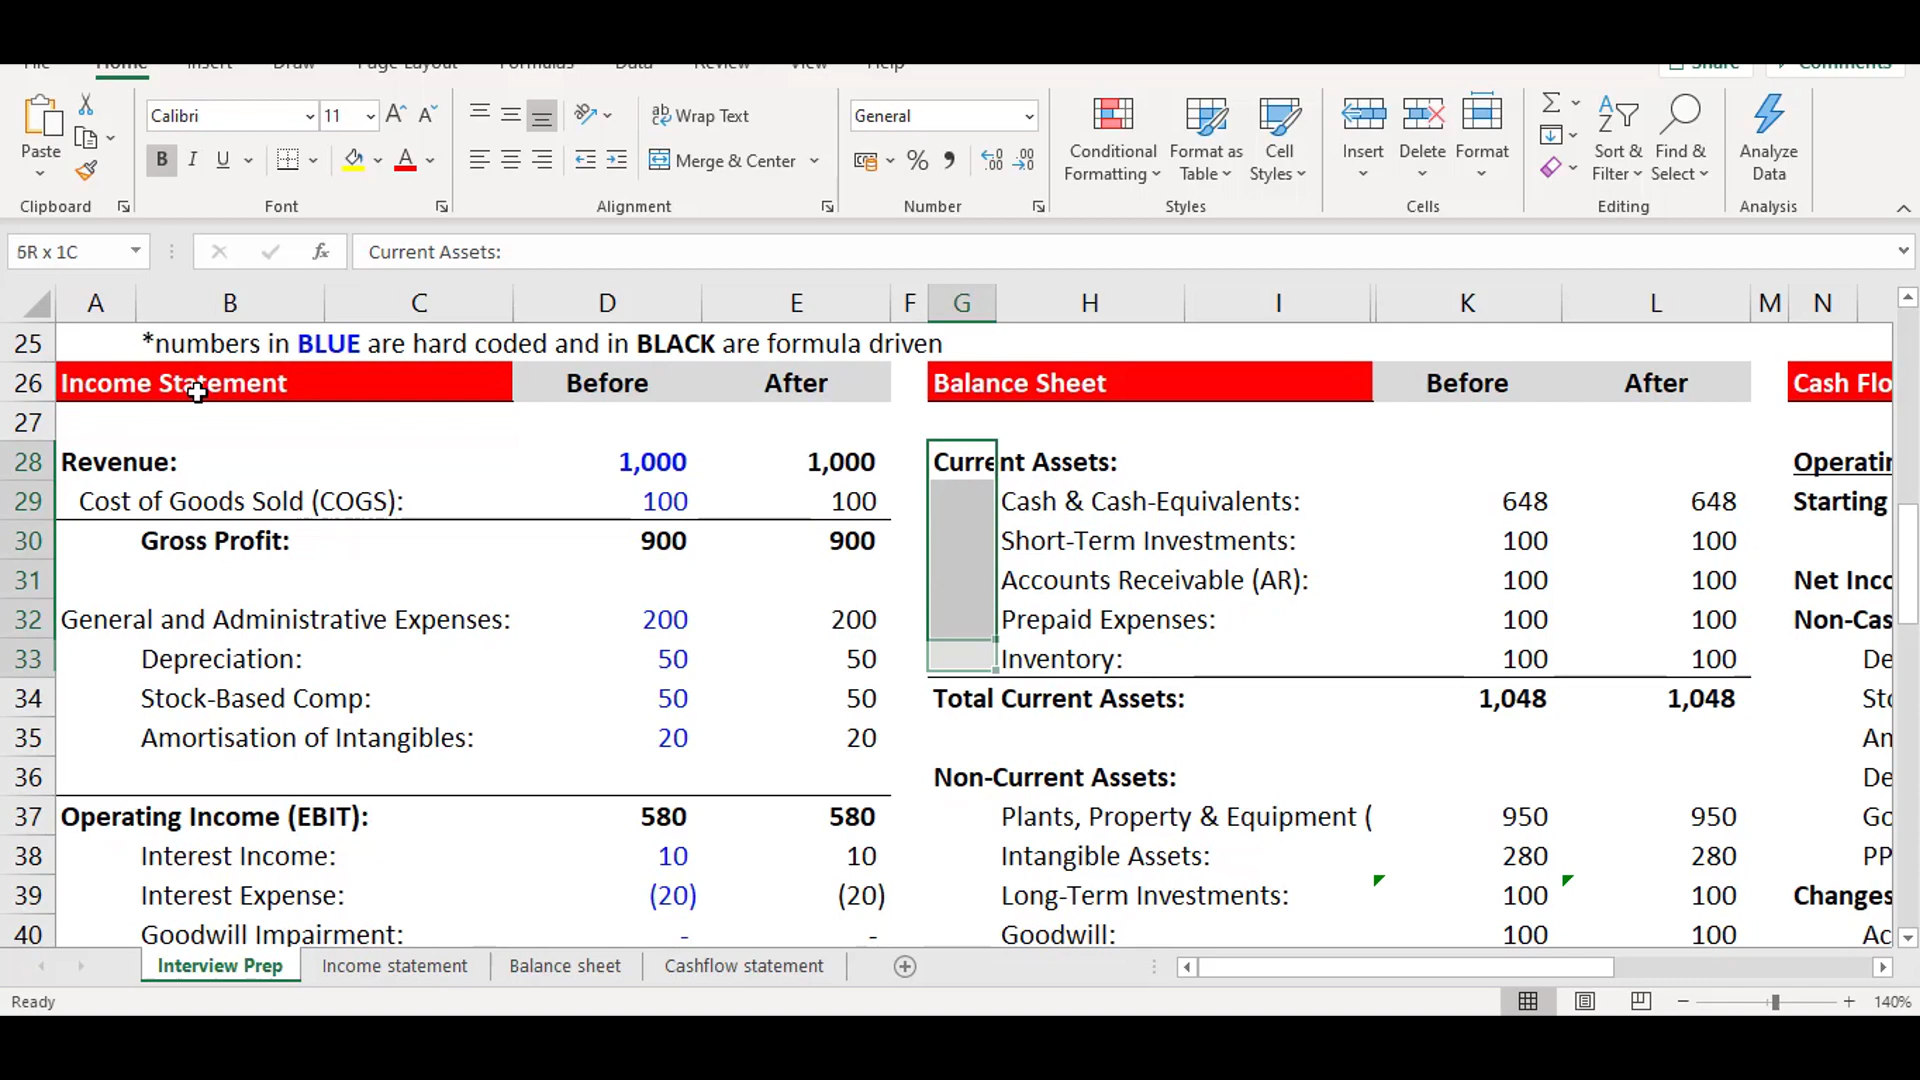 File Home Insert Draw Page Layout Formulas Data Review View Help Share Comments
Paste
Clipboard
Calibri 11
B I U
Font
Wrap Text
Merge & Center
Alignment
General
%
Number
Conditional Formatting
Format as Table
Cell Styles
Styles
Insert Delete Format
Cells
Sort & Filter
Find & Select
Editing
Analyze Data
Analysis
6R x 1C fx Current Assets:
A B C D E F G H I K L M N
25 *numbers in BLUE are hard coded and in BLACK are formula driven
26 Income Statement Before After Balance Sheet Before After Cash Flo
27
28 Revenue: 1,000 1,000 Current Assets: Operatin
29 Cost of Goods Sold (COGS): 100 100 Cash & Cash-Equivalents: 648 648 Starting
30 Gross Profit: 900 900 Short-Term Investments: 100 100
31 Accounts Receivable (AR): 100 100 Net Inco
32 General and Administrative Expenses: 200 200 Prepaid Expenses: 100 100 Non-Cas
33 Depreciation: 50 50 Inventory: 100 100 De
34 Stock-Based Comp: 50 50 Total Current Assets: 1,048 1,048 Sto
35 Amortisation of Intangibles: 20 20 Am
36 Non-Current Assets: De
37 Operating Income (EBIT): 580 580 Plants, Property & Equipment ( 950 950 Go
38 Interest Income: 10 10 Intangible Assets: 280 280 PP
39 Interest Expense: (20) (20) Long-Term Investments: 100 100 Changes
40 Goodwill Impairment: - - Goodwill: 100 100 Ac
Interview Prep Income statement Balance sheet Cashflow statement
Ready 140%